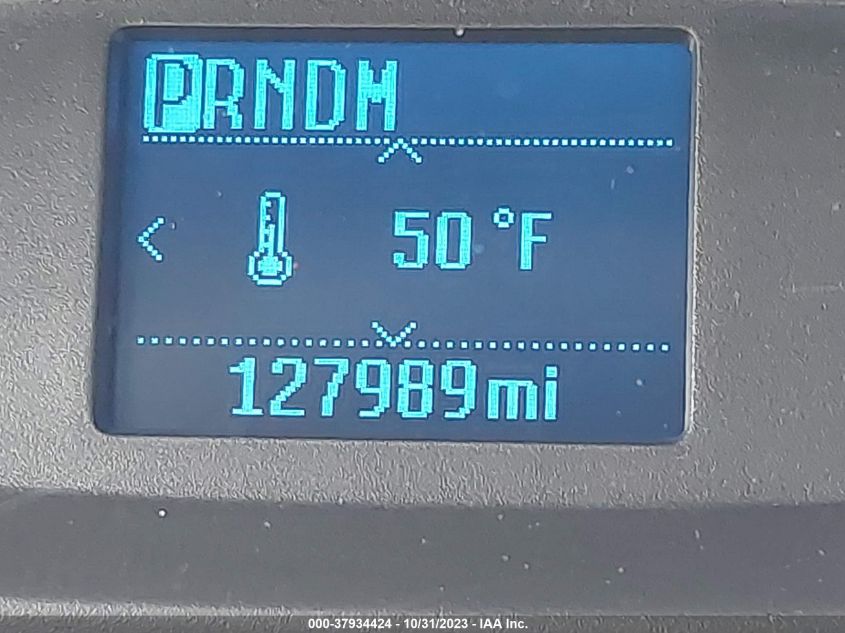 PRNDM
50 °F
127989mi
000-37934424 - 10/31/2023 - IAA Inc.